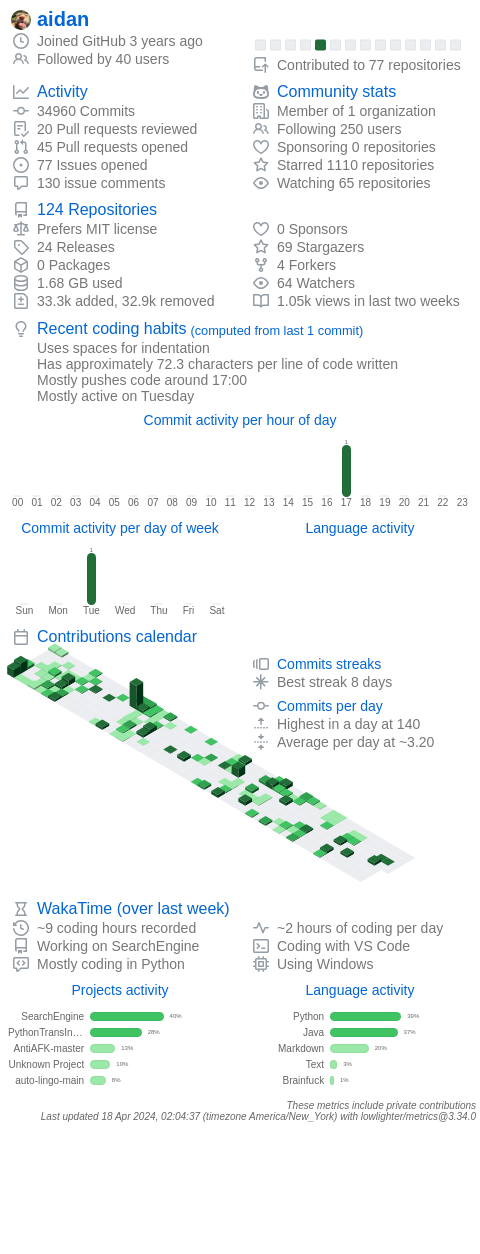 aidan
Joined GitHub 3 years ago
Followed by 40 users
Contributed to 77 repositories
Activity
34960 Commits
20 Pull requests reviewed
45 Pull requests opened
77 Issues opened
130 issue comments
Community stats
Member of 1 organization
Following 250 users
Sponsoring 0 repositories
Starred 1110 repositories
Watching 65 repositories
124 Repositories
Prefers MIT license
24 Releases
0 Packages
1.68 GB used
33.3k added, 32.9k removed
0 Sponsors
69 Stargazers
4 Forkers
64 Watchers
1.05k views in last two weeks
Recent coding habits (computed from last 1 commit)
Uses spaces for indentation
Has approximately 72.3 characters per line of code written
Mostly pushes code around 17:00
Mostly active on Tuesday
Commit activity per hour of day
1
00 01 02 03 04 05 06 07 08 09 10 11 12 13 14 15 16 17 18 19 20 21 22 23
Commit activity per day of week
1
Sun Mon Tue Wed Thu Fri Sat
Language activity
Contributions calendar
Commits streaks
Best streak 8 days
Commits per day
Highest in a day at 140
Average per day at ~3.20
WakaTime (over last week)
~9 coding hours recorded
Working on SearchEngine
Mostly coding in Python
~2 hours of coding per day
Coding with VS Code
Using Windows
Projects activity
SearchEngine 40%
PythonTransIn... 28%
AntiAFK-master 13%
Unknown Project 10%
auto-lingo-main 8%
Language activity
Python 39%
Java 37%
Markdown 20%
Text 3%
Brainfuck 1%
These metrics include private contributions
Last updated 18 Apr 2024, 02:04:37 (timezone America/New_York) with lowlighter/metrics@3.34.0